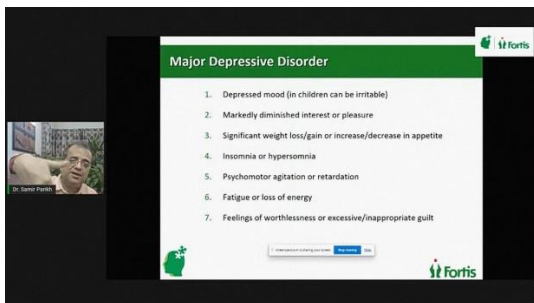 Fortis
Major Depressive Disorder
1. Depressed mood (in children can be irritable)
2. Markedly diminished interest or pleasure
3. Significant weight loss/gain or increase/decrease in appetite
4. Insomnia or hypersomnia
5. Psychomotor agitation or retardation
6. Fatigue or loss of energy
7. Feelings of worthlessness or excessive/inappropriate guilt
Dr. Samir Parikh
Stop sharing Hide
Fortis